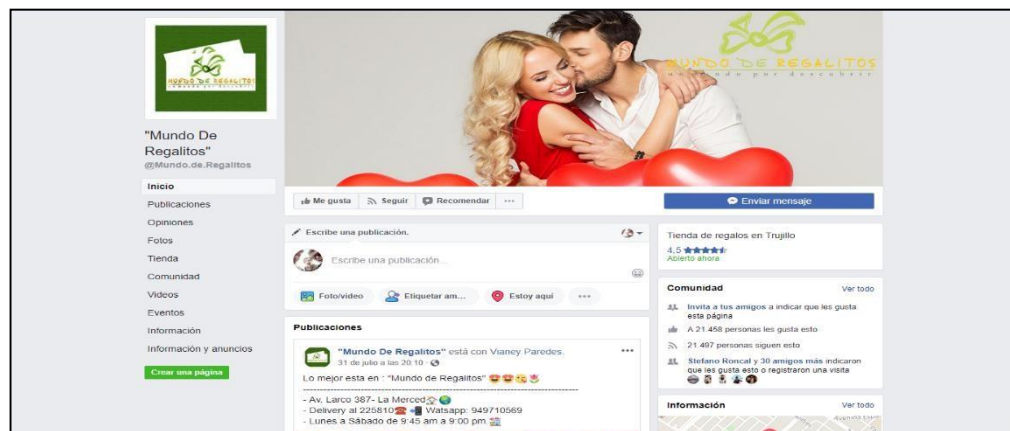 MUNDO DE REGALITOS
"Mundo De
Regalitos"
@Mundo.de.Regalitos
Inicio
Publicaciones
Opiniones
Fotos
Tienda
Comunidad
Videos
Eventos
Información
Información y anuncios
Crear una página
MUNDO DE REGALITOS
un mundo por descubrir
Me gusta
Seguir
Recomendar
Enviar mensaje
Escribe una publicación.
Escribe una publicación...
Foto/video
Etiquetar am...
Estoy aquí
Publicaciones
"Mundo De Regalitos" está con Vianey Paredes.
31 de julio a las 20:10 ·
Lo mejor esta en : "Mundo de Regalitos"
- Av. Larco 387- La Merced
- Delivery al 225810 Watsapp: 949710569
- Lunes a Sábado de 9:45 am a 9:00 pm
Tienda de regalos en Trujillo
4,5
Abierto ahora
Comunidad Ver todo
Invita a tus amigos a indicar que les gusta
esta página
A 21 458 personas les gusta esto
21 497 personas siguen esto
Stefano Roncal y 30 amigos más indicaron
que les gusta esto o registraron una visita
Información Ver todo